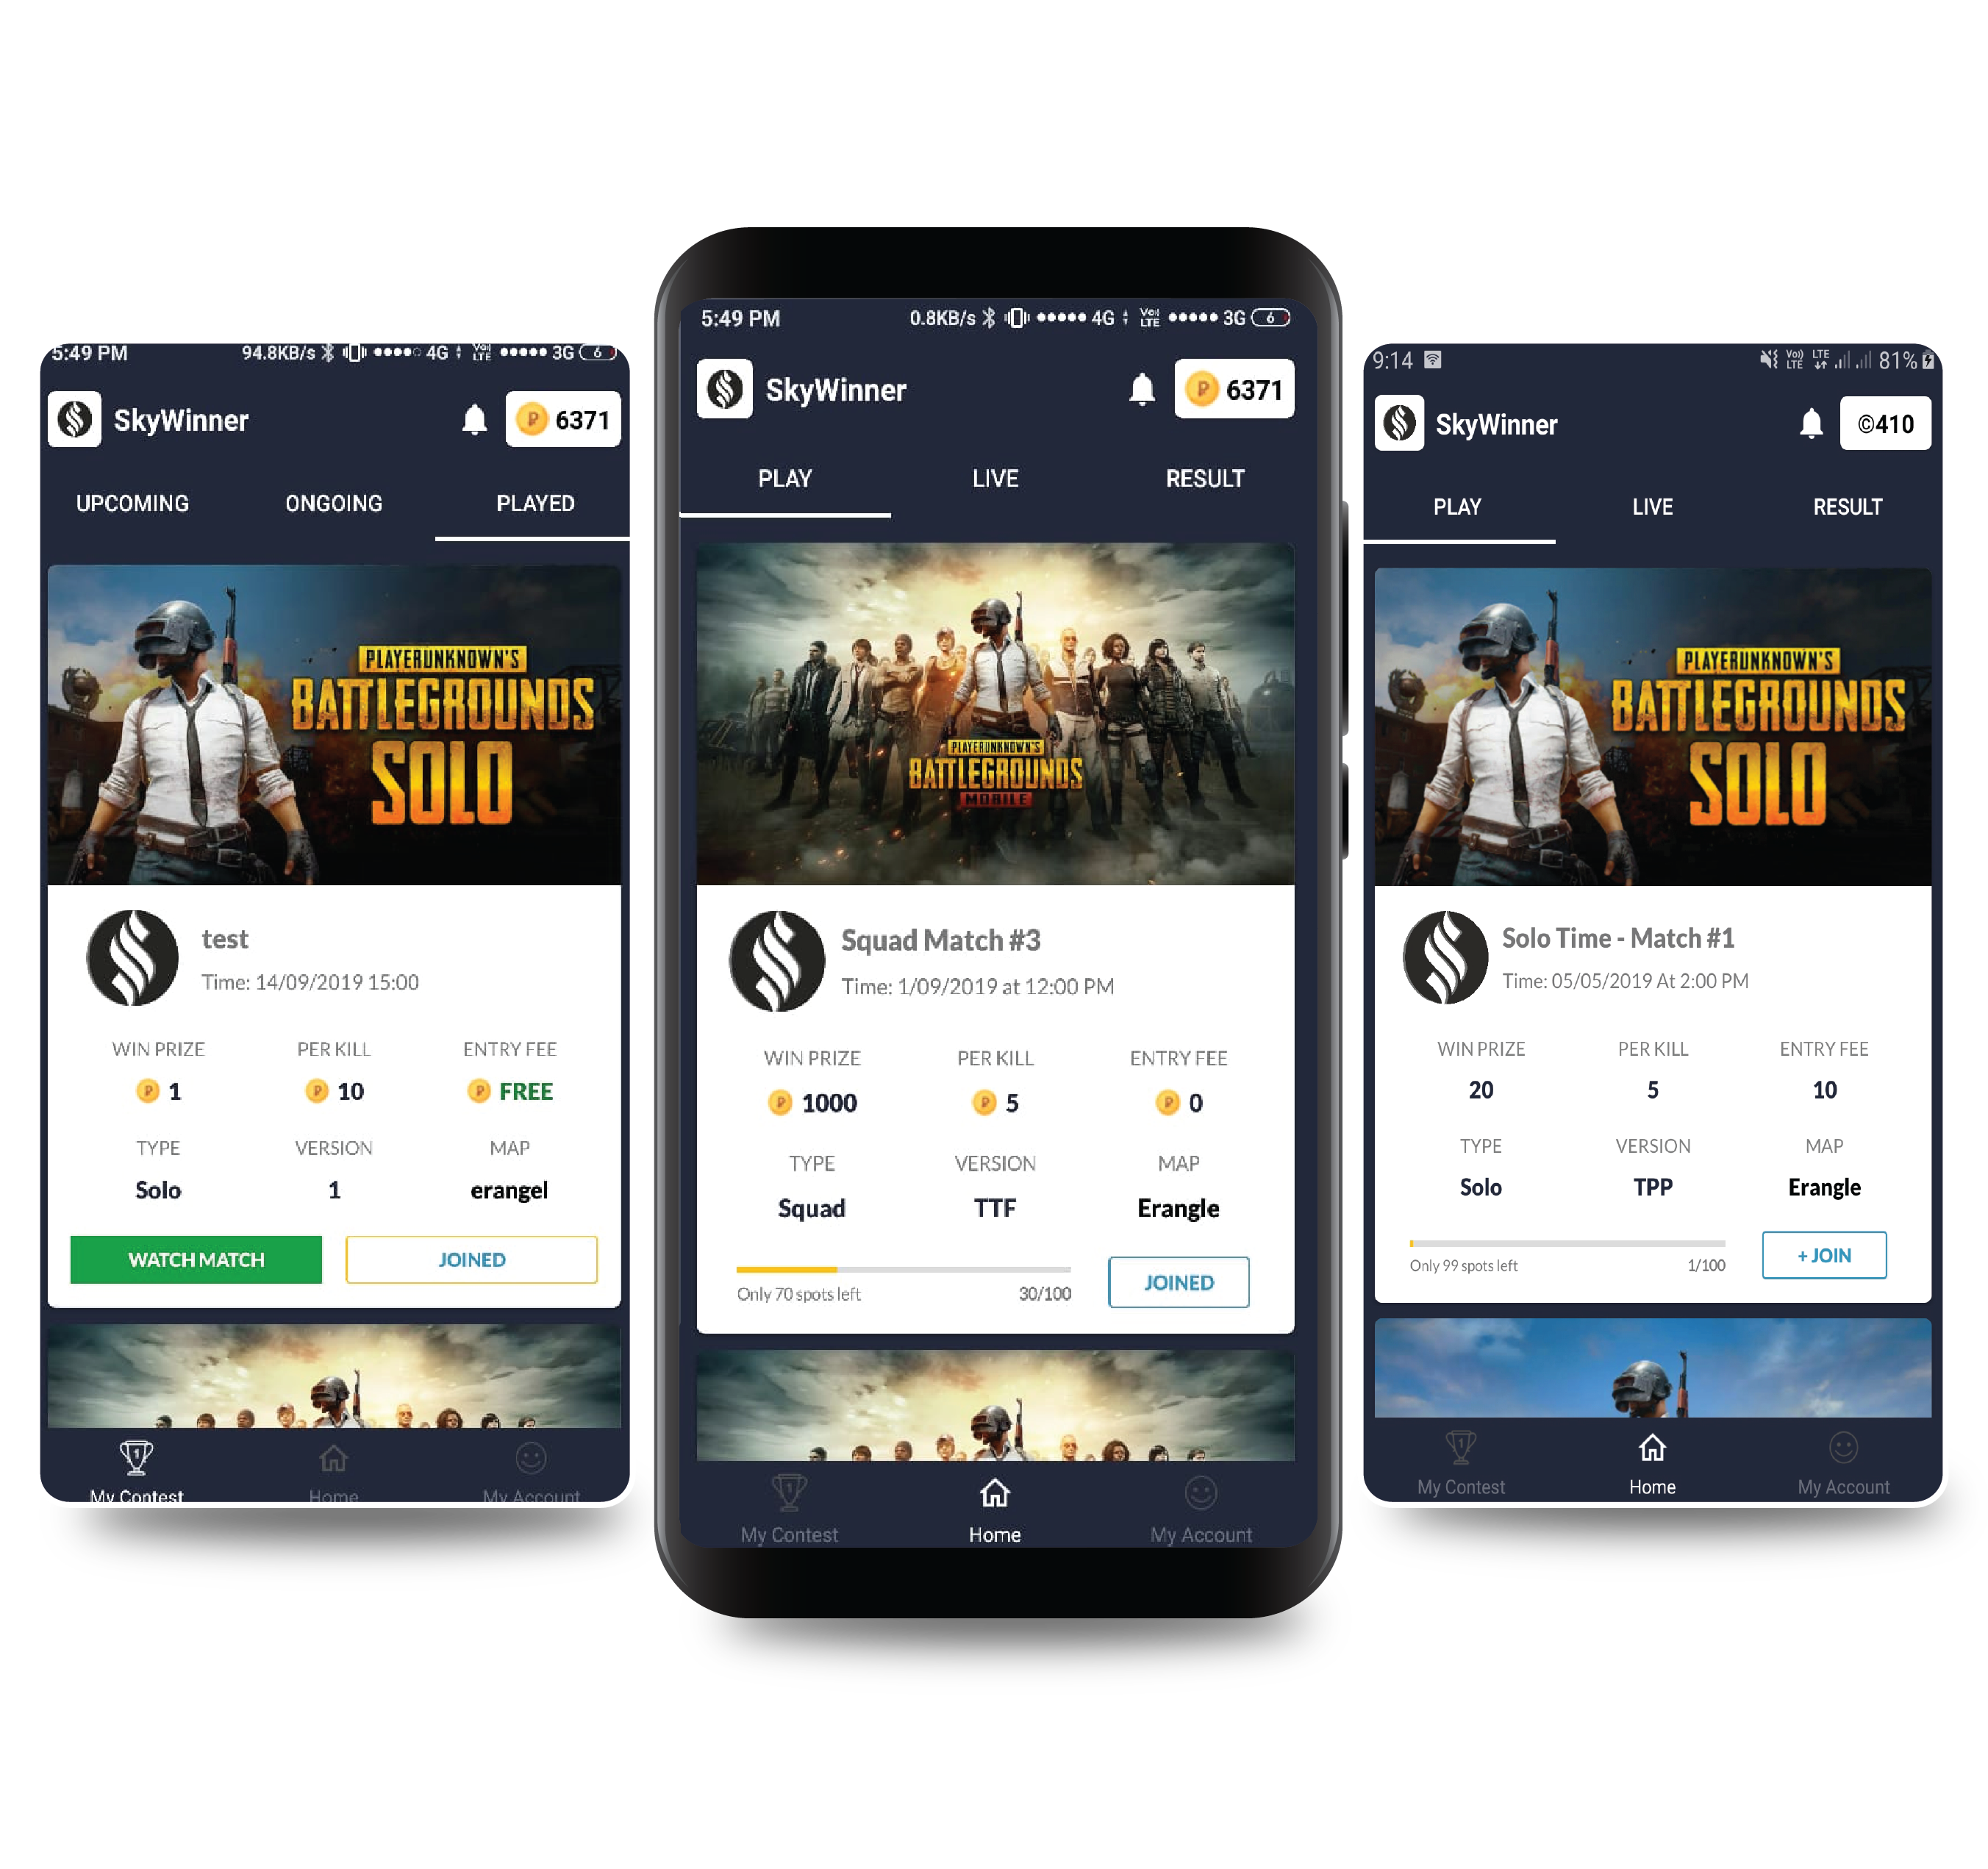 5:49 PM 94.8KB/s 4G VoLTE 3G 6
SkyWinner 6371
UPCOMING ONGOING PLAYED
PLAYERUNKNOWN'S
BATTLEGROUNDS
SOLO
test
Time: 14/09/2019 15:00
WIN PRIZE PER KILL ENTRY FEE
1 10 FREE
TYPE VERSION MAP
Solo 1 erangel
WATCH MATCH JOINED
My Contest Home My Account
5:49 PM 0.8KB/s 4G VoLTE 3G 6
SkyWinner 6371
PLAY LIVE RESULT
PLAYERUNKNOWN'S
BATTLEGROUNDS
MOBILE
Squad Match #3
Time: 1/09/2019 at 12:00 PM
WIN PRIZE PER KILL ENTRY FEE
1000 5 0
TYPE VERSION MAP
Squad TTF Erangle
Only 70 spots left 30/100 JOINED
My Contest Home My Account
9:14 VoLTE LTE 81%
SkyWinner ©410
PLAY LIVE RESULT
PLAYERUNKNOWN'S
BATTLEGROUNDS
SOLO
Solo Time - Match #1
Time: 05/05/2019 At 2:00 PM
WIN PRIZE PER KILL ENTRY FEE
20 5 10
TYPE VERSION MAP
Solo TPP Erangle
Only 99 spots left 1/100 + JOIN
My Contest Home My Account